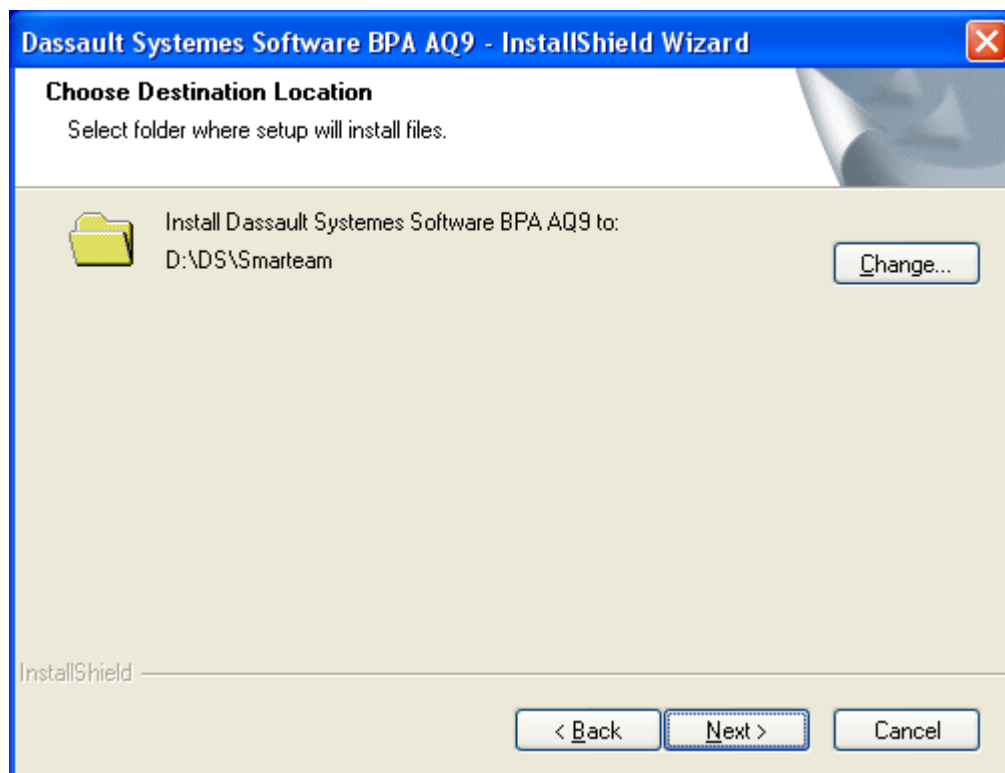 Dassault Systemes Software BPA AQ9 - InstallShield Wizard
Choose Destination Location
Select folder where setup will install files.
Install Dassault Systemes Software BPA AQ9 to:
D:\DS\Smarteam
Change...
InstallShield
< Back
Next >
Cancel